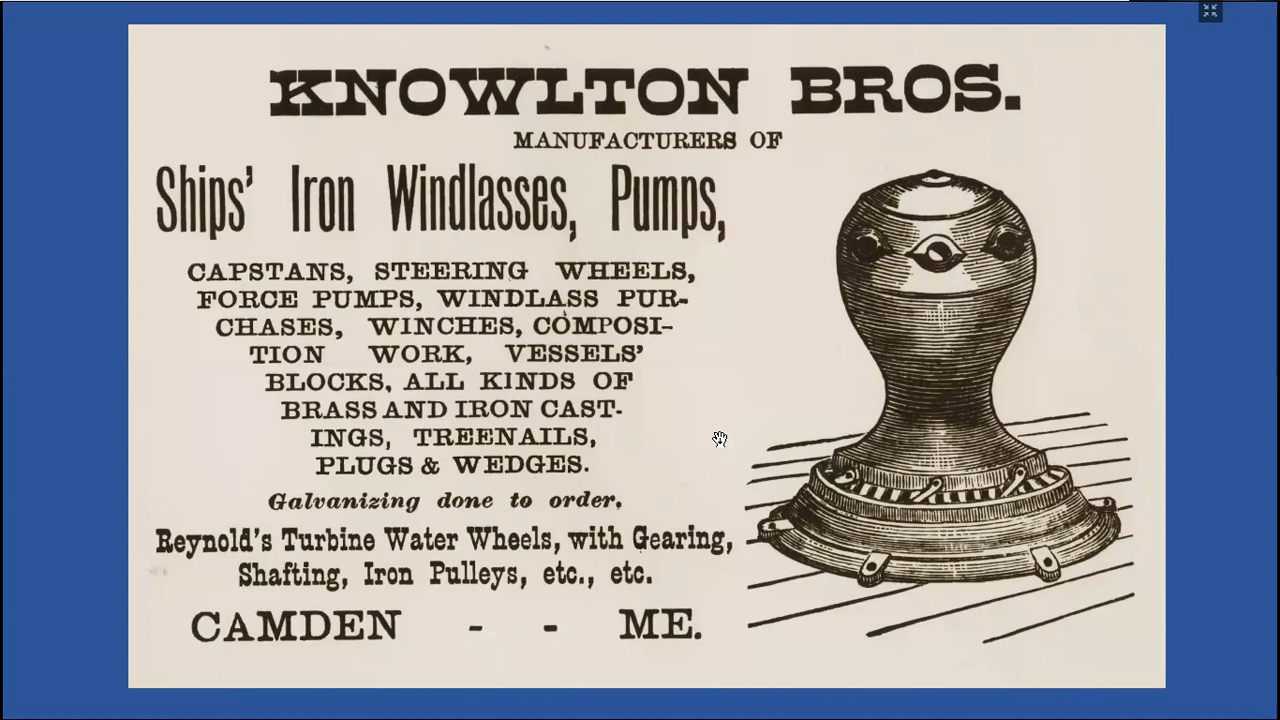 KNOWLTON BROS.
MANUFACTURERS OF
Ships' Iron Windlasses, Pumps,
CAPSTANS, STEERING WHEELS,
FORCE PUMPS, WINDLASS PUR-
CHASES, WINCHES, COMPOSI-
TION WORK, VESSELS'
BLOCKS, ALL KINDS OF
BRASS AND IRON CAST-
INGS, TREENAILS,
PLUGS & WEDGES.
Galvanizing done to order.
Reynold's Turbine Water Wheels, with Gearing,
Shafting, Iron Pulleys, etc., etc.
CAMDEN - - ME.